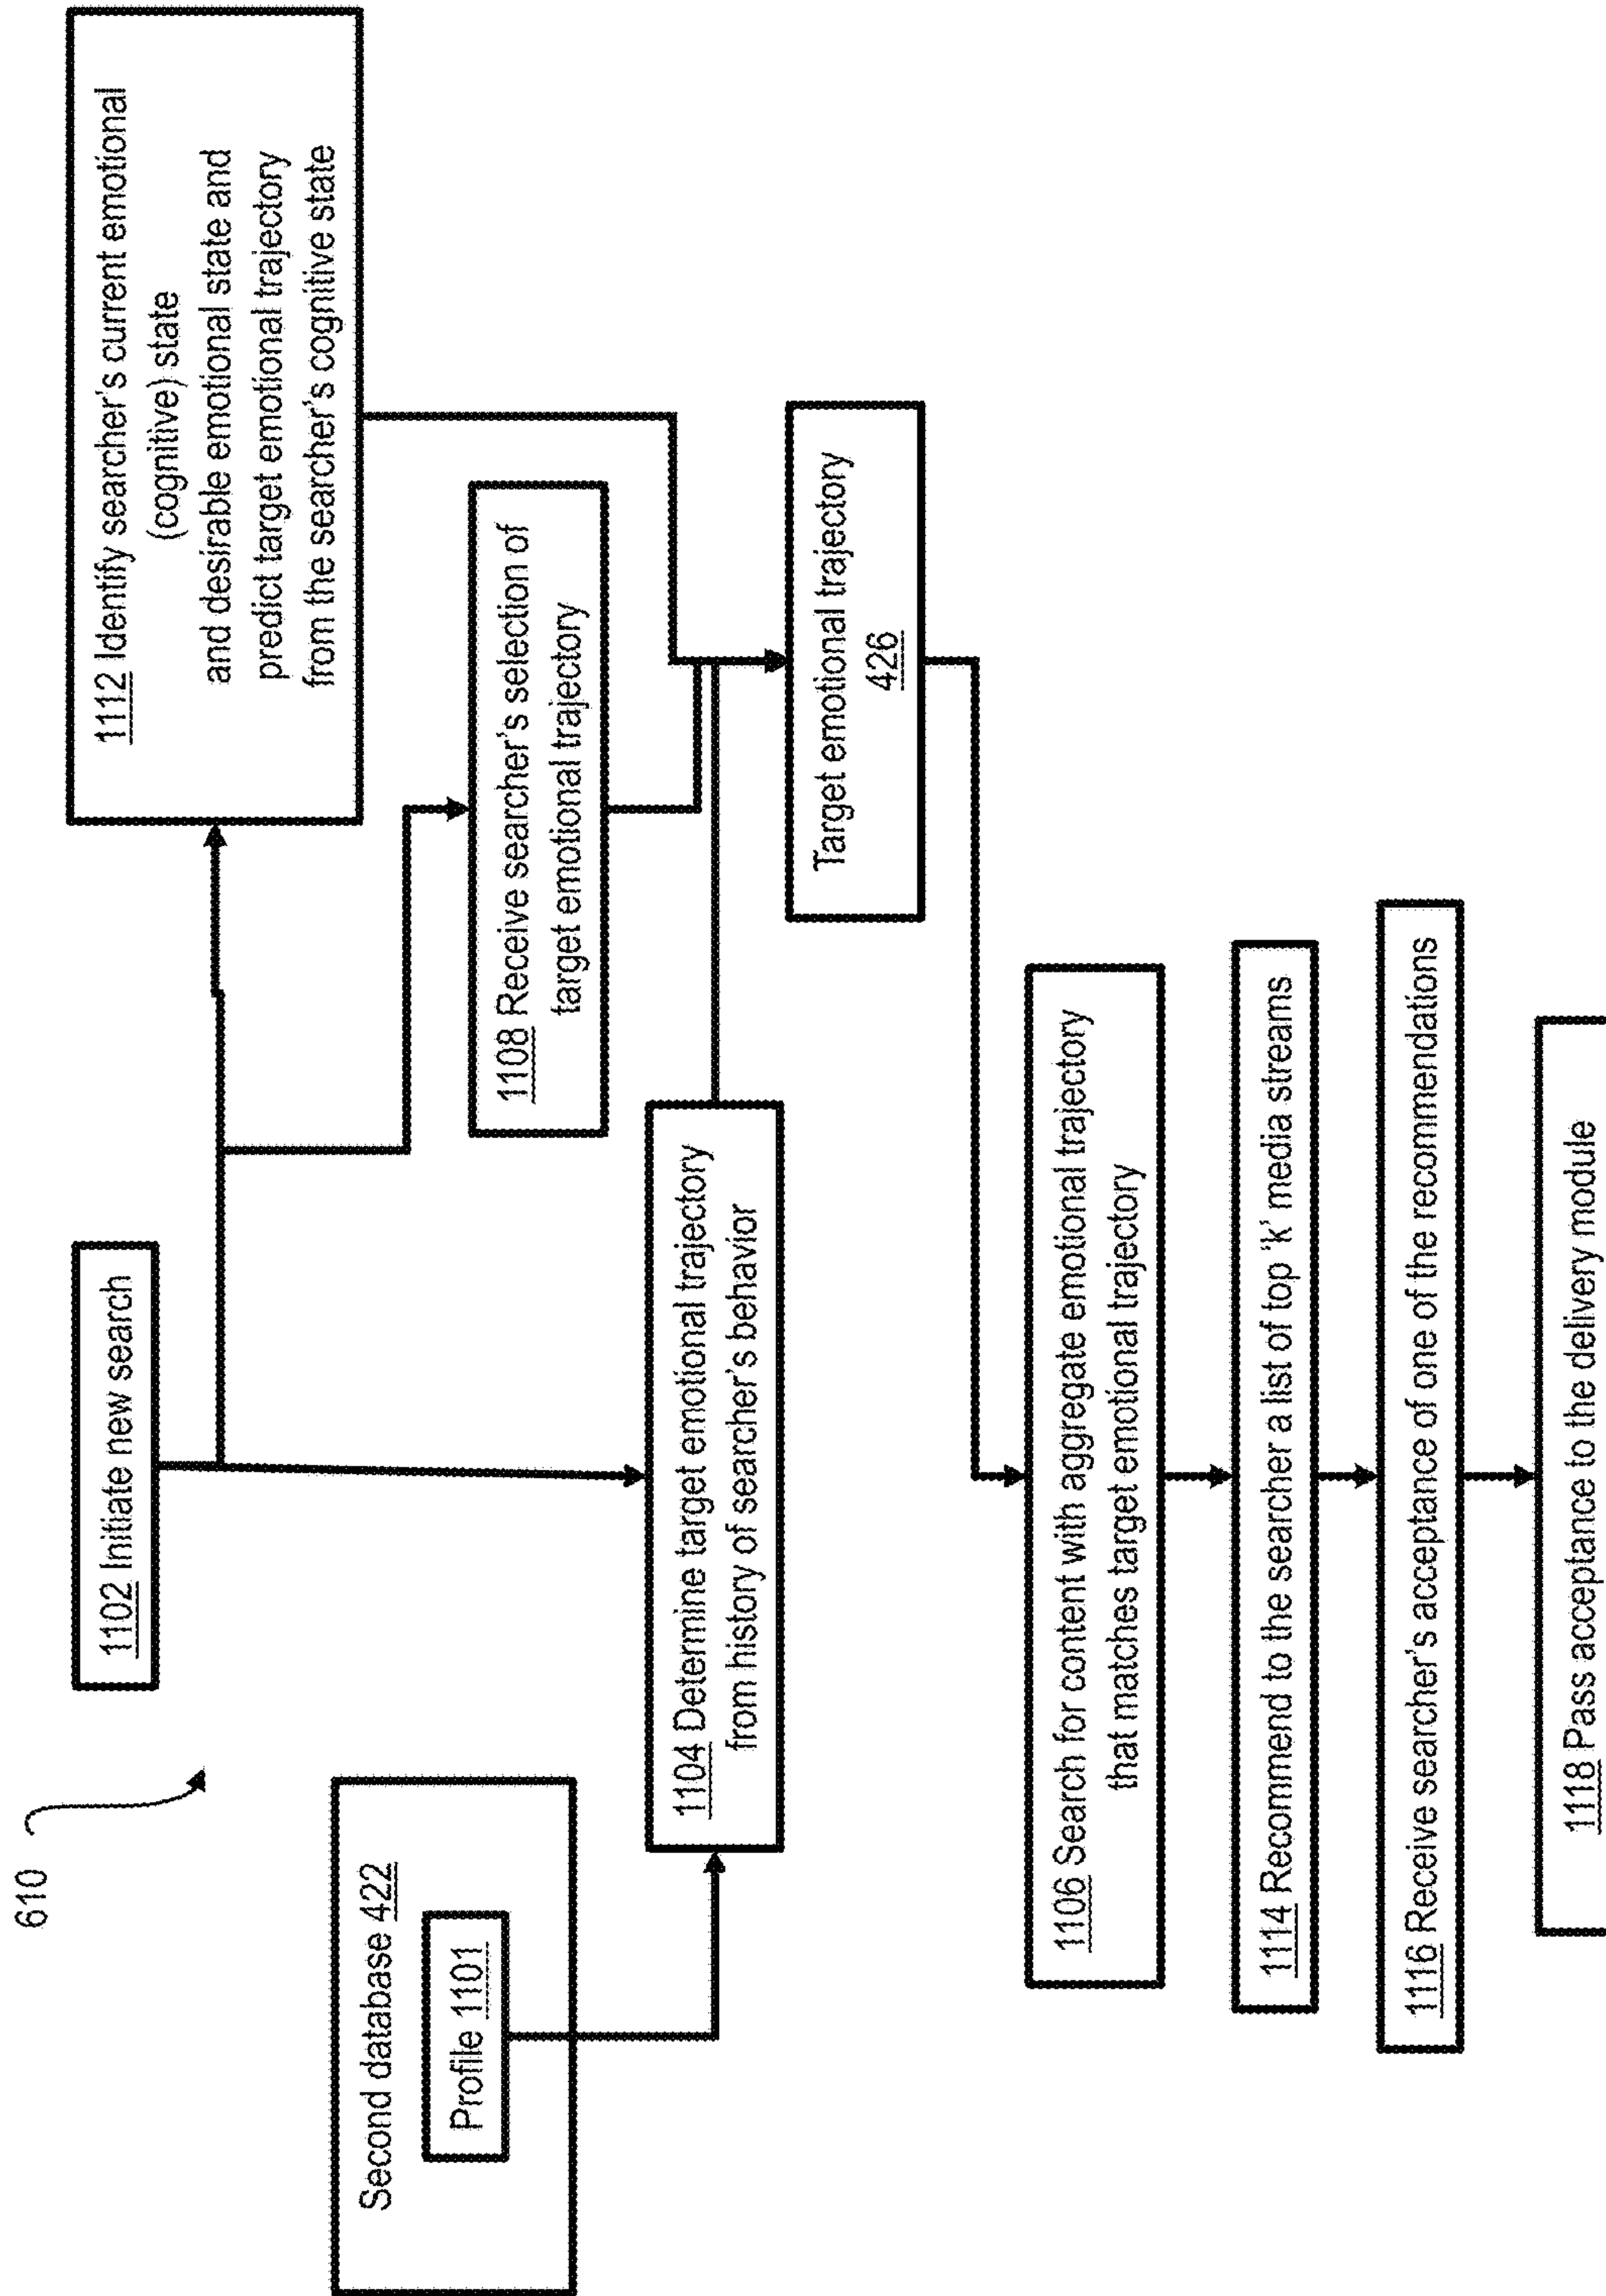 610
1102 Initiate new search
1112 Identify searcher's current emotional
(cognitive) state
and desirable emotional state and
predict target emotional trajectory
from the searcher's cognitive state
Second database 422
Profile 1101
1108 Receive searcher's selection of
target emotional trajectory
1104 Determine target emotional trajectory
from history of searcher's behavior
Target emotional trajectory
426
1106 Search for content with aggregate emotional trajectory
that matches target emotional trajectory
1114 Recommend to the searcher a list of top 'k' media streams
1116 Receive searcher's acceptance of one of the recommendations
1118 Pass acceptance to the delivery module